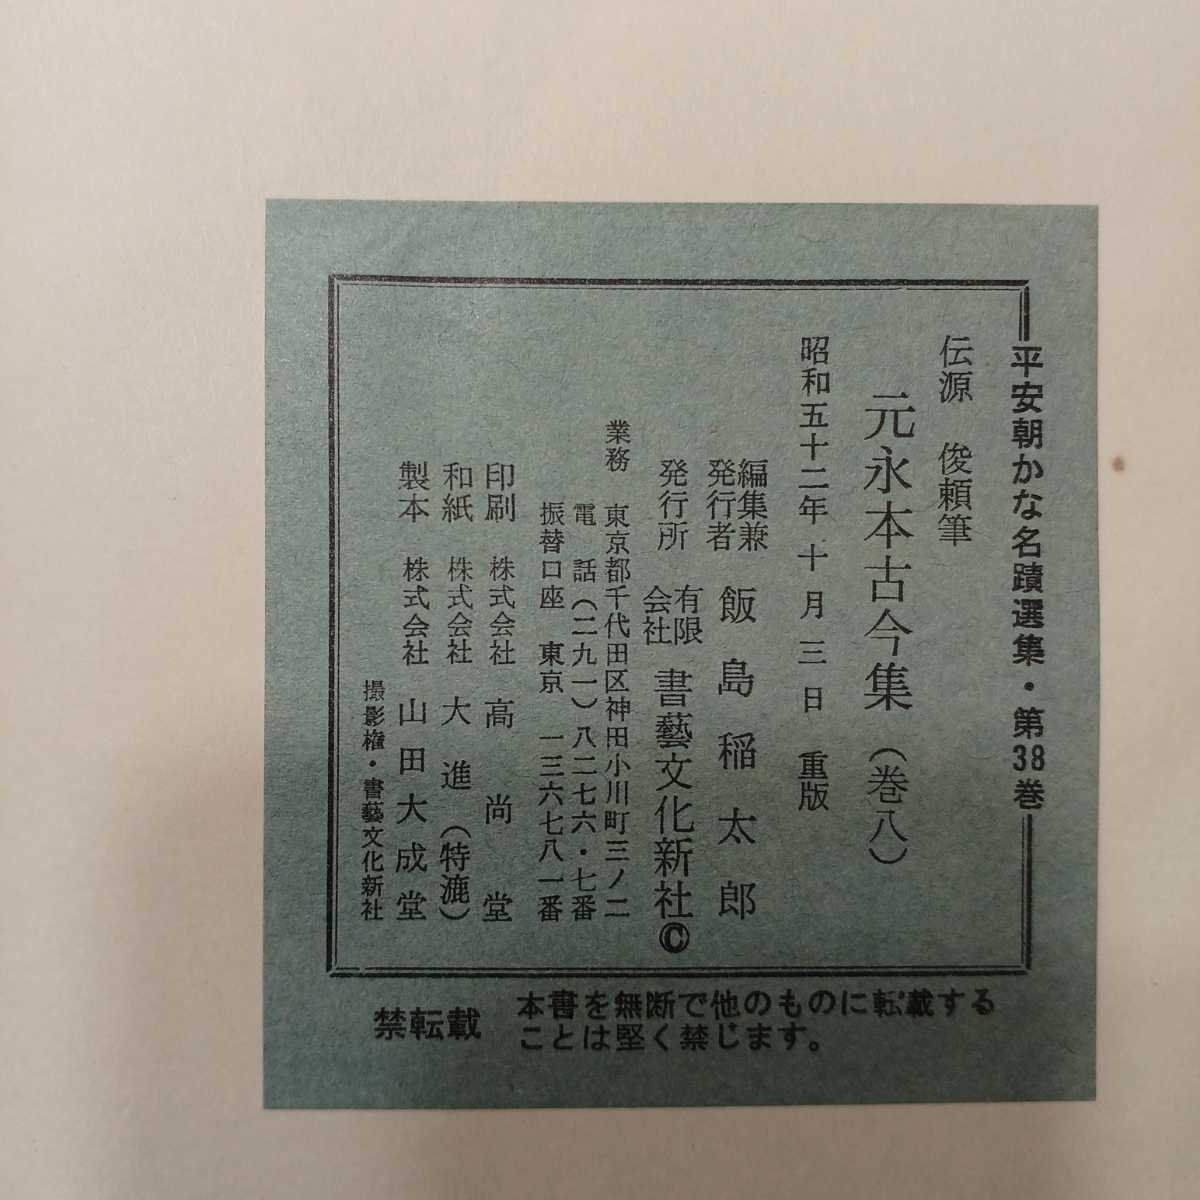 平安朝かな名蹟選集・第38巻
伝源 俊頼筆
元永本古今集（巻八）
昭和五十二年 十月三日 重版
編集兼
発行者 飯島稲太郎
発行所 有限会社 書藝文化新社©
業務 東京都千代田区神田小川町三ノ二
電話（二九一）八二七六・七番
振替口座 東京 一三六七八一番
印刷 株式会社 高尚堂
和紙 株式会社 大進（特漉）
製本 株式会社 山田大成堂
撮影権・書藝文化新社
禁転載
本書を無断で他のものに転載する
ことは堅く禁じます。